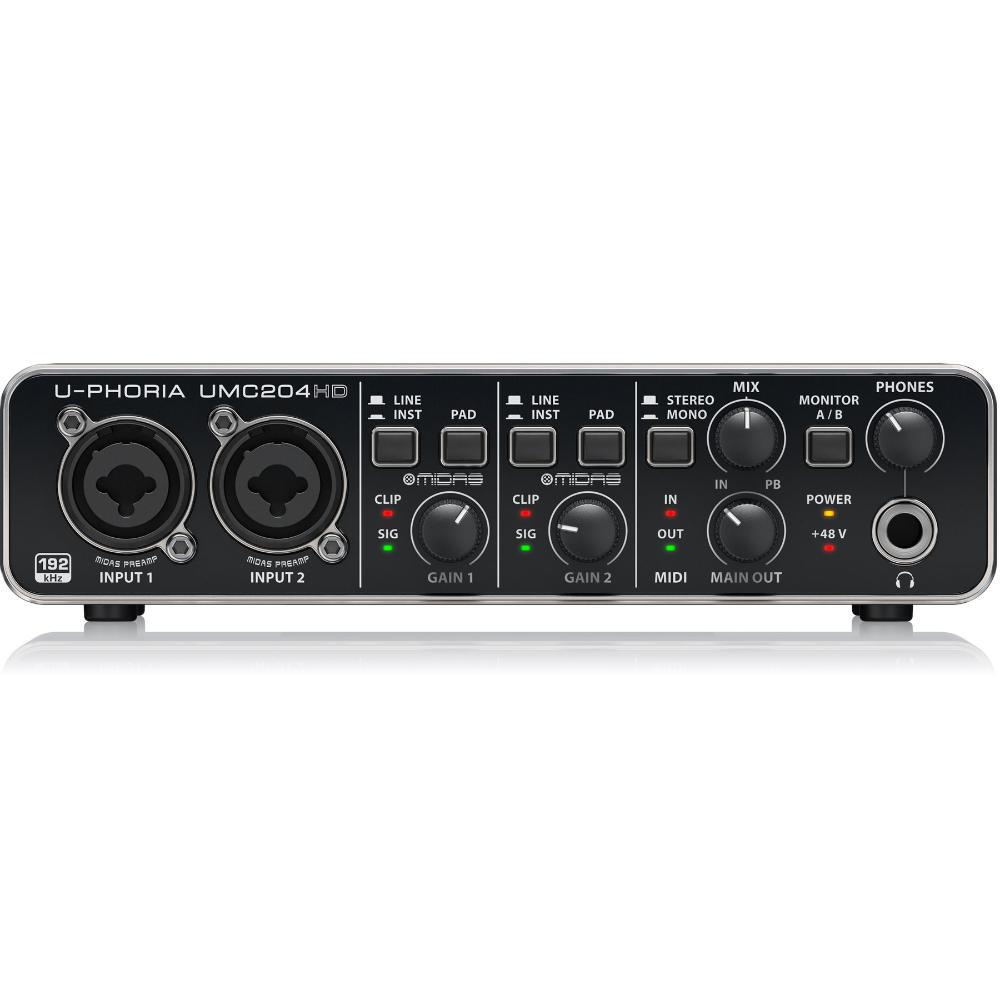 U-PHORIA UMC204HD
192
kHz
MIDAS PREAMP
INPUT 1
MIDAS PREAMP
INPUT 2
LINE
INST
PAD
MIDAS
CLIP
SIG
GAIN 1
LINE
INST
PAD
MIDAS
CLIP
SIG
GAIN 2
STEREO
MONO
MIX
IN
PB
IN
OUT
MIDI
MAIN OUT
MONITOR
A / B
POWER
+48 V
PHONES